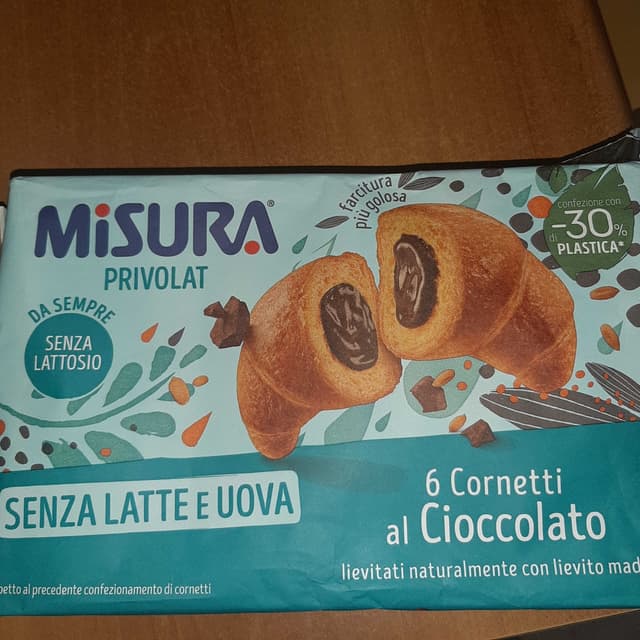 MiSURA®
PRIVOLAT
DA SEMPRE
SENZA
LATTOSIO
farcitura
più golosa
confezione con
di -30%
PLASTICA*
SENZA LATTE E UOVA
6 Cornetti
al Cioccolato
lievitati naturalmente con lievito
al precedente confezionamento di cornetti